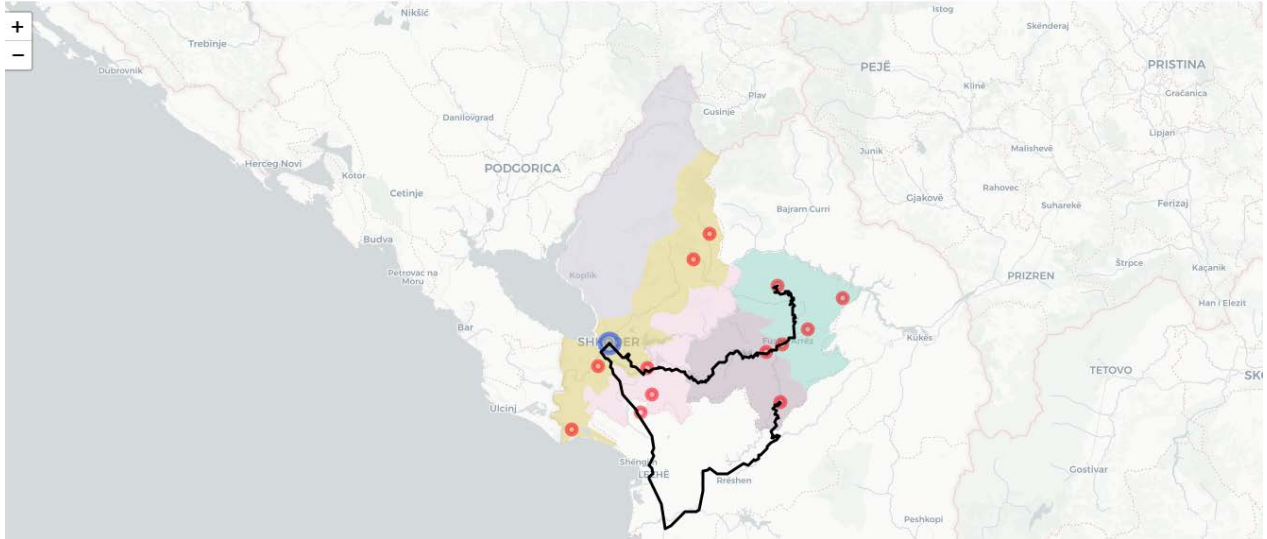 +
−
Nikšić
Istog
Skënderaj
Trebinje
PEJË
PRISTINA
Dubrovnik
Klinë
Gračanica
Plav
Gusinje
Danilovgrad
Lipjan
Junik
Malishevë
Herceg Novi
PODGORICA
Kotor
Cetinje
Gjakovë
Rahovec
Suharekë
Ferizaj
Bajram Curri
Budva
Štrpce
Kaçanik
Petrovac na
Moru
Koplik
PRIZREN
Han i Elezit
Bar
Kukës
TETOVO
Ulcinj
Shëngjin
LEZHË
Rrëshen
Gostivar
Peshkopi